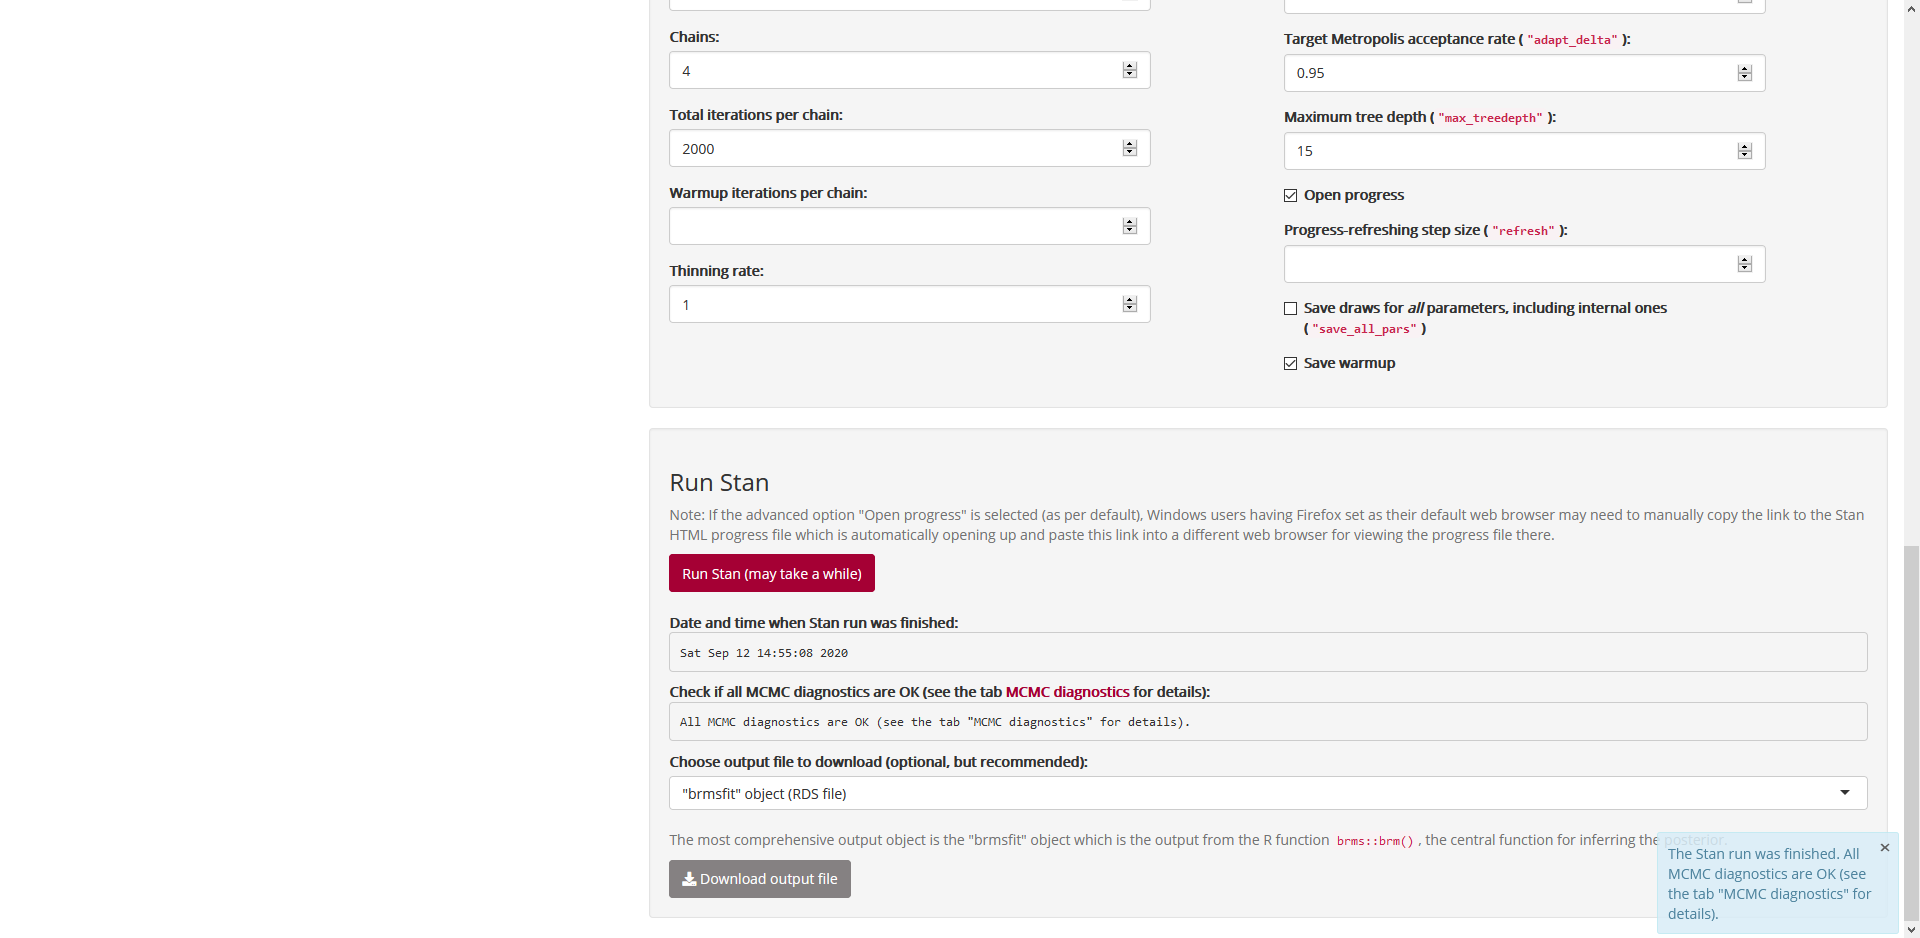 Chains:
4
Total iterations per chain:
2000
Warmup iterations per chain:
Thinning rate:
1
Target Metropolis acceptance rate ( "adapt_delta" ):
0.95
Maximum tree depth ( "max_treedepth" ):
15
Open progress
Progress-refreshing step size ( "refresh" ):
Save draws for all parameters, including internal ones
( "save_all_pars" )
Save warmup
Run Stan
Note: If the advanced option "Open progress" is selected (as per default), Windows users having Firefox set as their default web browser may need to manually copy the link to the Stan
HTML progress file which is automatically opening up and paste this link into a different web browser for viewing the progress file there.
Run Stan (may take a while)
Date and time when Stan run was finished:
Sat Sep 12 14:55:08 2020
Check if all MCMC diagnostics are OK (see the tab MCMC diagnostics for details):
All MCMC diagnostics are OK (see the tab "MCMC diagnostics" for details).
Choose output file to download (optional, but recommended):
"brmsfit" object (RDS file)
The most comprehensive output object is the "brmsfit" object which is the output from the R function brms::brm() , the central function for inferring the posterior.
Download output file
The Stan run was finished. All
MCMC diagnostics are OK (see
the tab "MCMC diagnostics" for
details).
×